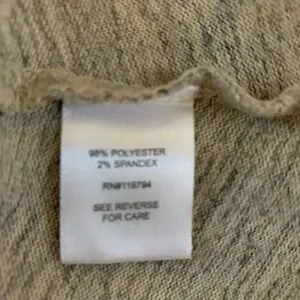 98% POLYESTER
2% SPANDEX
RN#119794
SEE REVERSE
FOR CARE